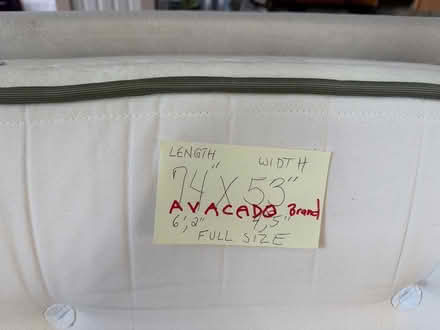 LENGTH WIDTH
74" X 53"
AVACADO Brand
6', 2" 4, 5"
FULL SIZE